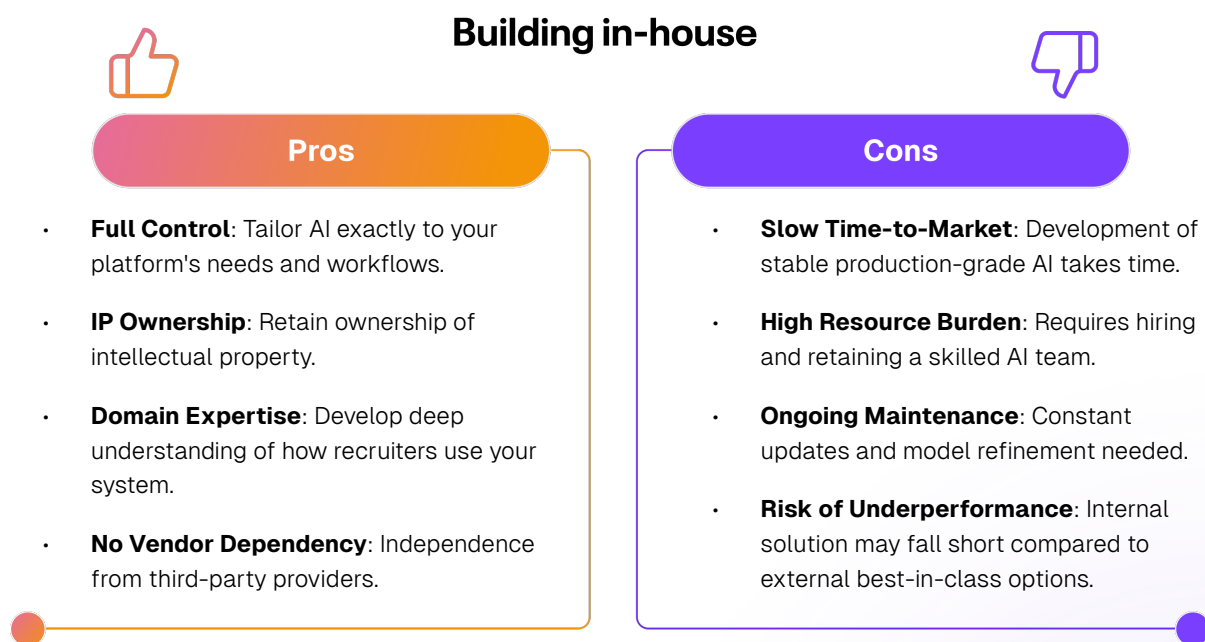 Building in-house
Pros
• Full Control: Tailor AI exactly to your
platform's needs and workflows.
• IP Ownership: Retain ownership of
intellectual property.
• Domain Expertise: Develop deep
understanding of how recruiters use your
system.
• No Vendor Dependency: Independence
from third-party providers.
Cons
• Slow Time-to-Market: Development of
stable production-grade AI takes time.
• High Resource Burden: Requires hiring
and retaining a skilled AI team.
• Ongoing Maintenance: Constant
updates and model refinement needed.
• Risk of Underperformance: Internal
solution may fall short compared to
external best-in-class options.